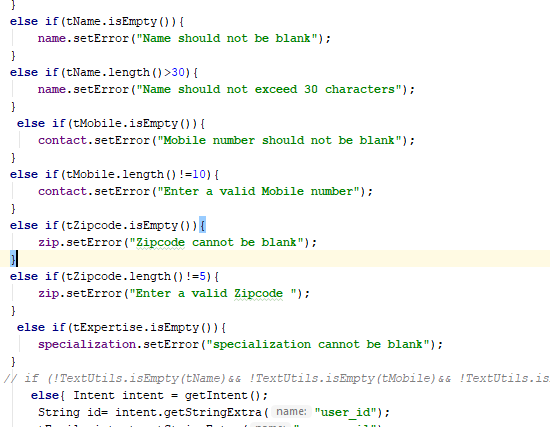 }
else if(tName.isEmpty()){
name.setError("Name should not be blank");
}
else if(tName.length()>30){
name.setError("Name should not exceed 30 characters");
}
else if(tMobile.isEmpty()){
contact.setError("Mobile number should not be blank");
}
else if(tMobile.length()!=10){
contact.setError("Enter a valid Mobile number");
}
else if(tZipcode.isEmpty()){
zip.setError("Zipcode cannot be blank");
}
else if(tZipcode.length()!=5){
zip.setError("Enter a valid Zipcode ");
}
else if(tExpertise.isEmpty()){
specialization.setError("specialization cannot be blank");
}
// if (!TextUtils.isEmpty(tName)&& !TextUtils.isEmpty(tMobile)&& !TextUtils.is
else{ Intent intent = getIntent();
String id= intent.getStringExtra( name: "user_id");